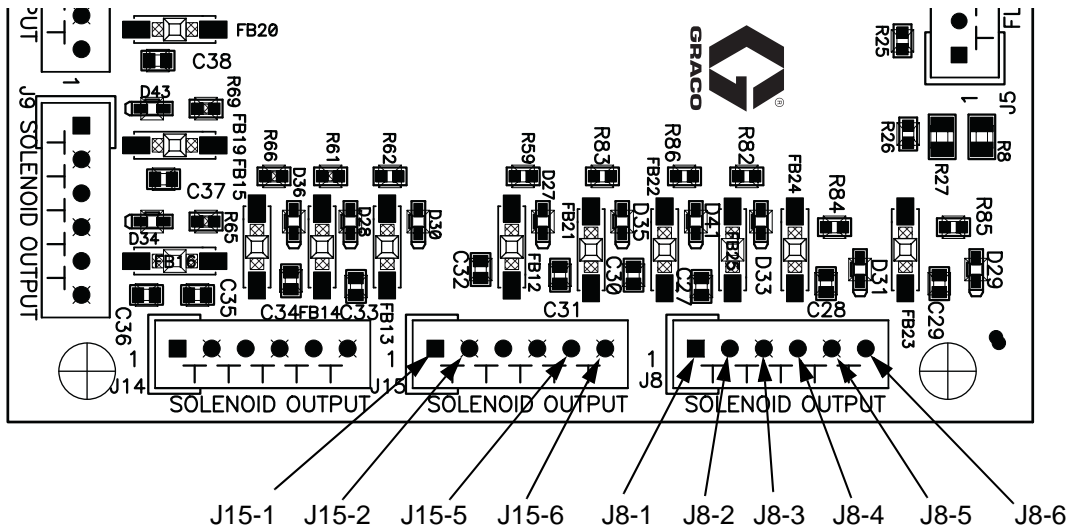 PUT
FB20
C38
1
D43
R69
J9 SOLENOID OUTPUT
FB19
C37
FB15
D34
R65
FB16
C36
C35
R66
D36
R61
D28
R62
D30
C34
FB14
C33
FB13
R59
D27
FB21
R83
D35
FB22
R86
D41
R82
FB24
R84
C32
FB12
C30
C31
C27
FB25
D33
C28
D31
FB23
C29
R85
D29
GRACO
®
R25
FL
1
J5
R26
R27
R8
1
J14
SOLENOID OUTPUT
1
J15
SOLENOID OUTPUT
1
J8
SOLENOID OUTPUT
J15-1 J15-2 J15-5 J15-6 J8-1 J8-2 J8-3 J8-4 J8-5 J8-6